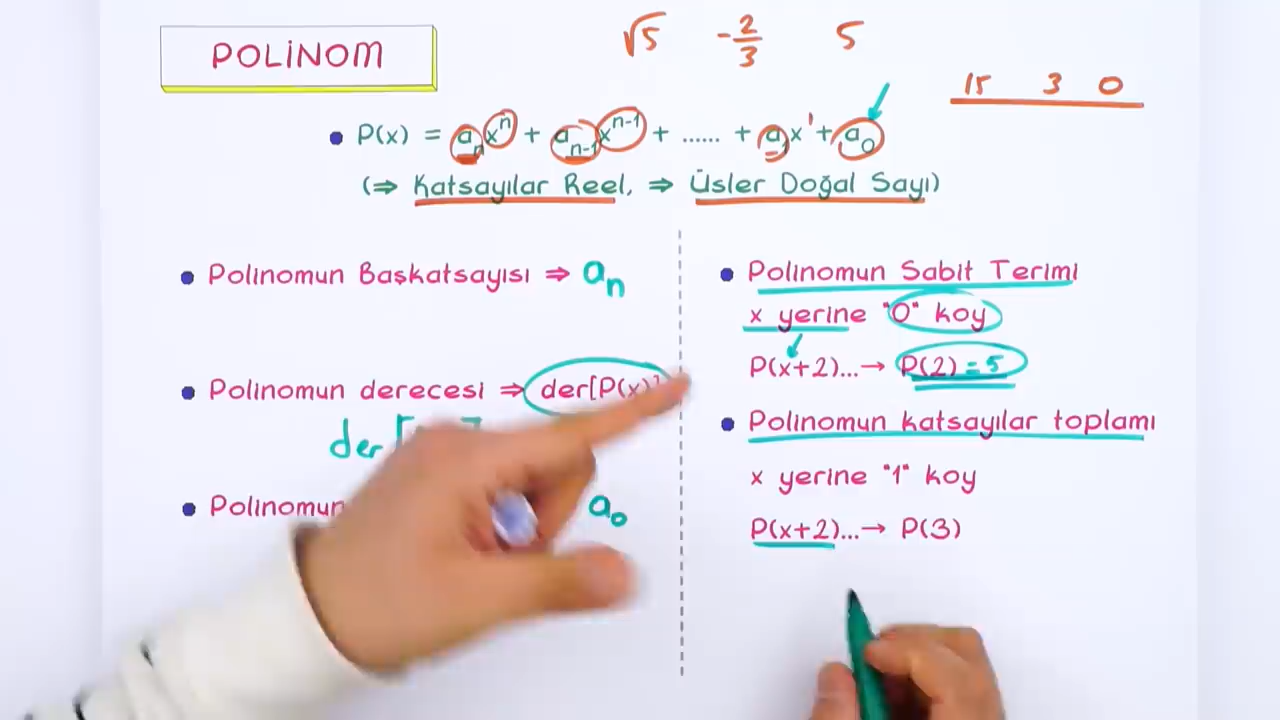 POLİNOM
√5 -2/3 5
15 3 0
P(x) = aₙxⁿ + aₙ₋₁xⁿ⁻¹ + ...... + a₁x¹ + a₀
(⇒ Katsayılar Reel, ⇒ Üsler Doğal Sayı)
Polinomun Başkatsayısı ⇒ aₙ
Polinomun derecesi ⇒ der[P(x)]
der[
Polinomun
a₀
Polinomun Sabit Terimi
x yerine "0" koy
P(x+2)...→ P(2) = 5
Polinomun katsayılar toplamı
x yerine "1" koy
P(x+2)...→ P(3)